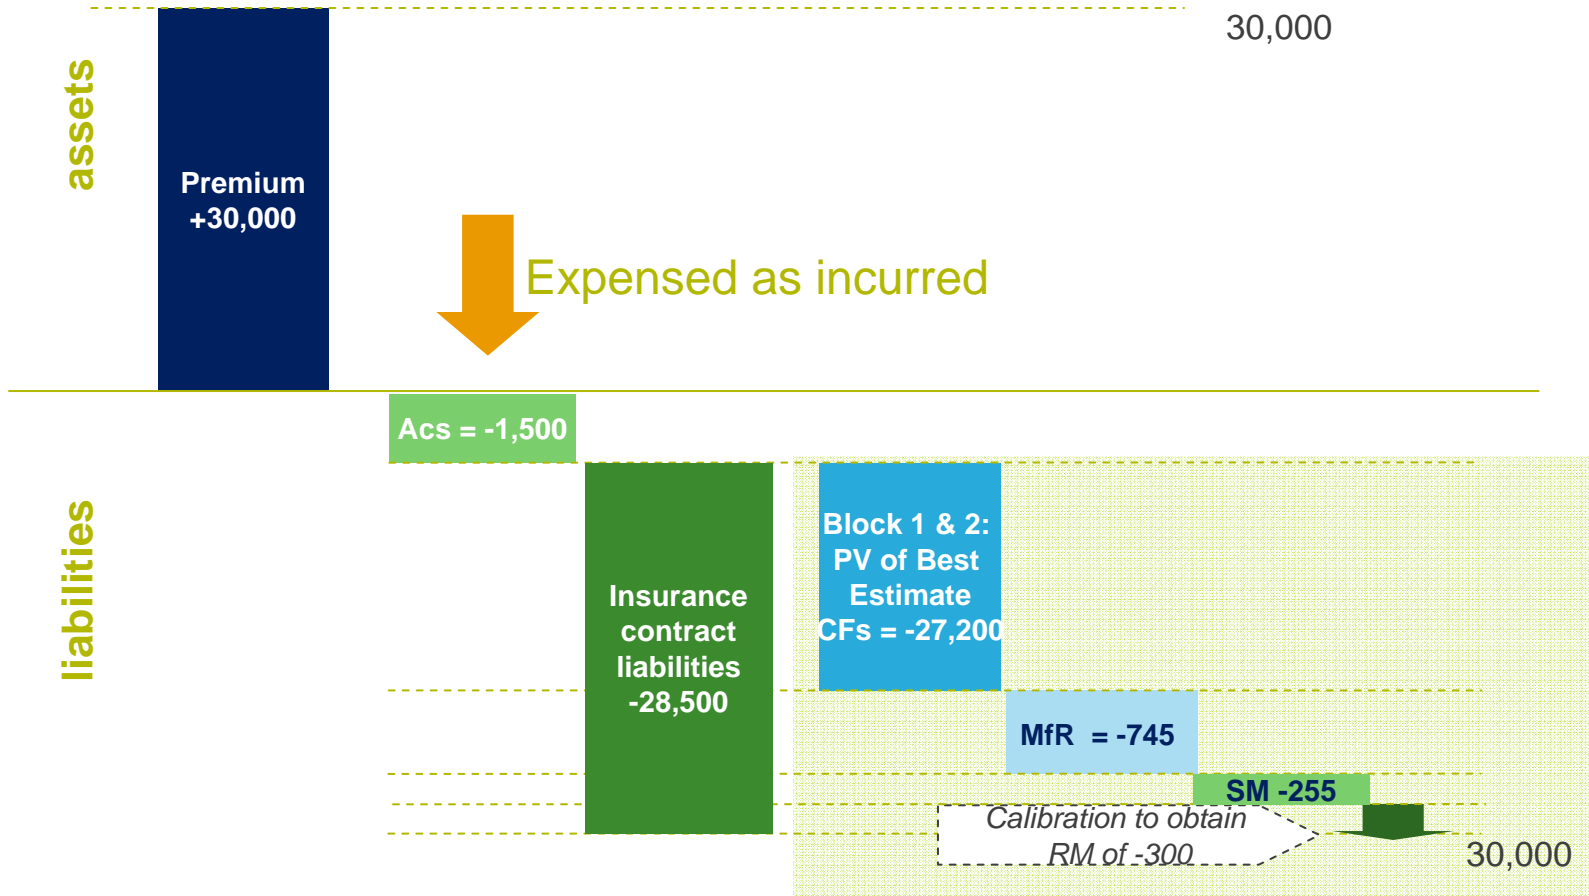 30,000
assets
Premium
+30,000
Expensed as incurred
Acs = -1,500
liabilities
Insurance
contract
liabilities
-28,500
Block 1 & 2:
PV of Best
Estimate
CFs = -27,200
MfR = -745
SM -255
Calibration to obtain
RM of -300
30,000